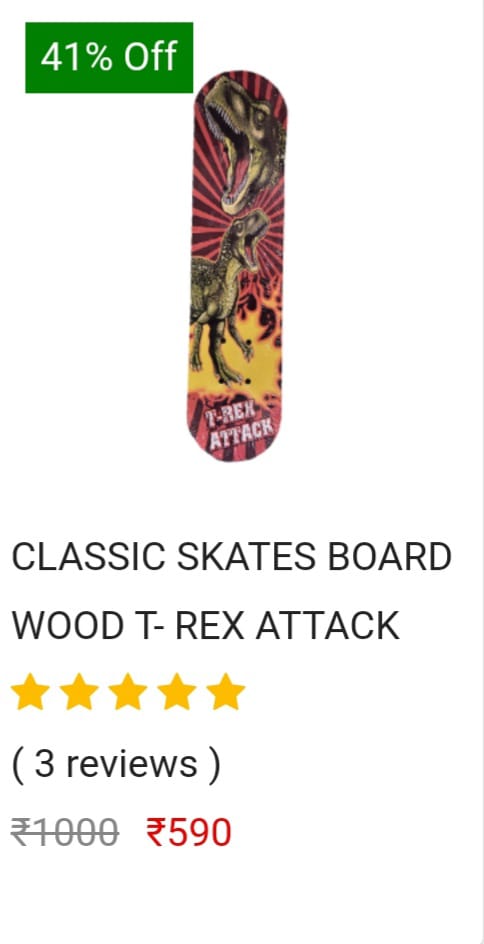 41% Off
T-REX
ATTACK
CLASSIC SKATES BOARD
WOOD T- REX ATTACK
( 3 reviews )
₹1000 ₹590